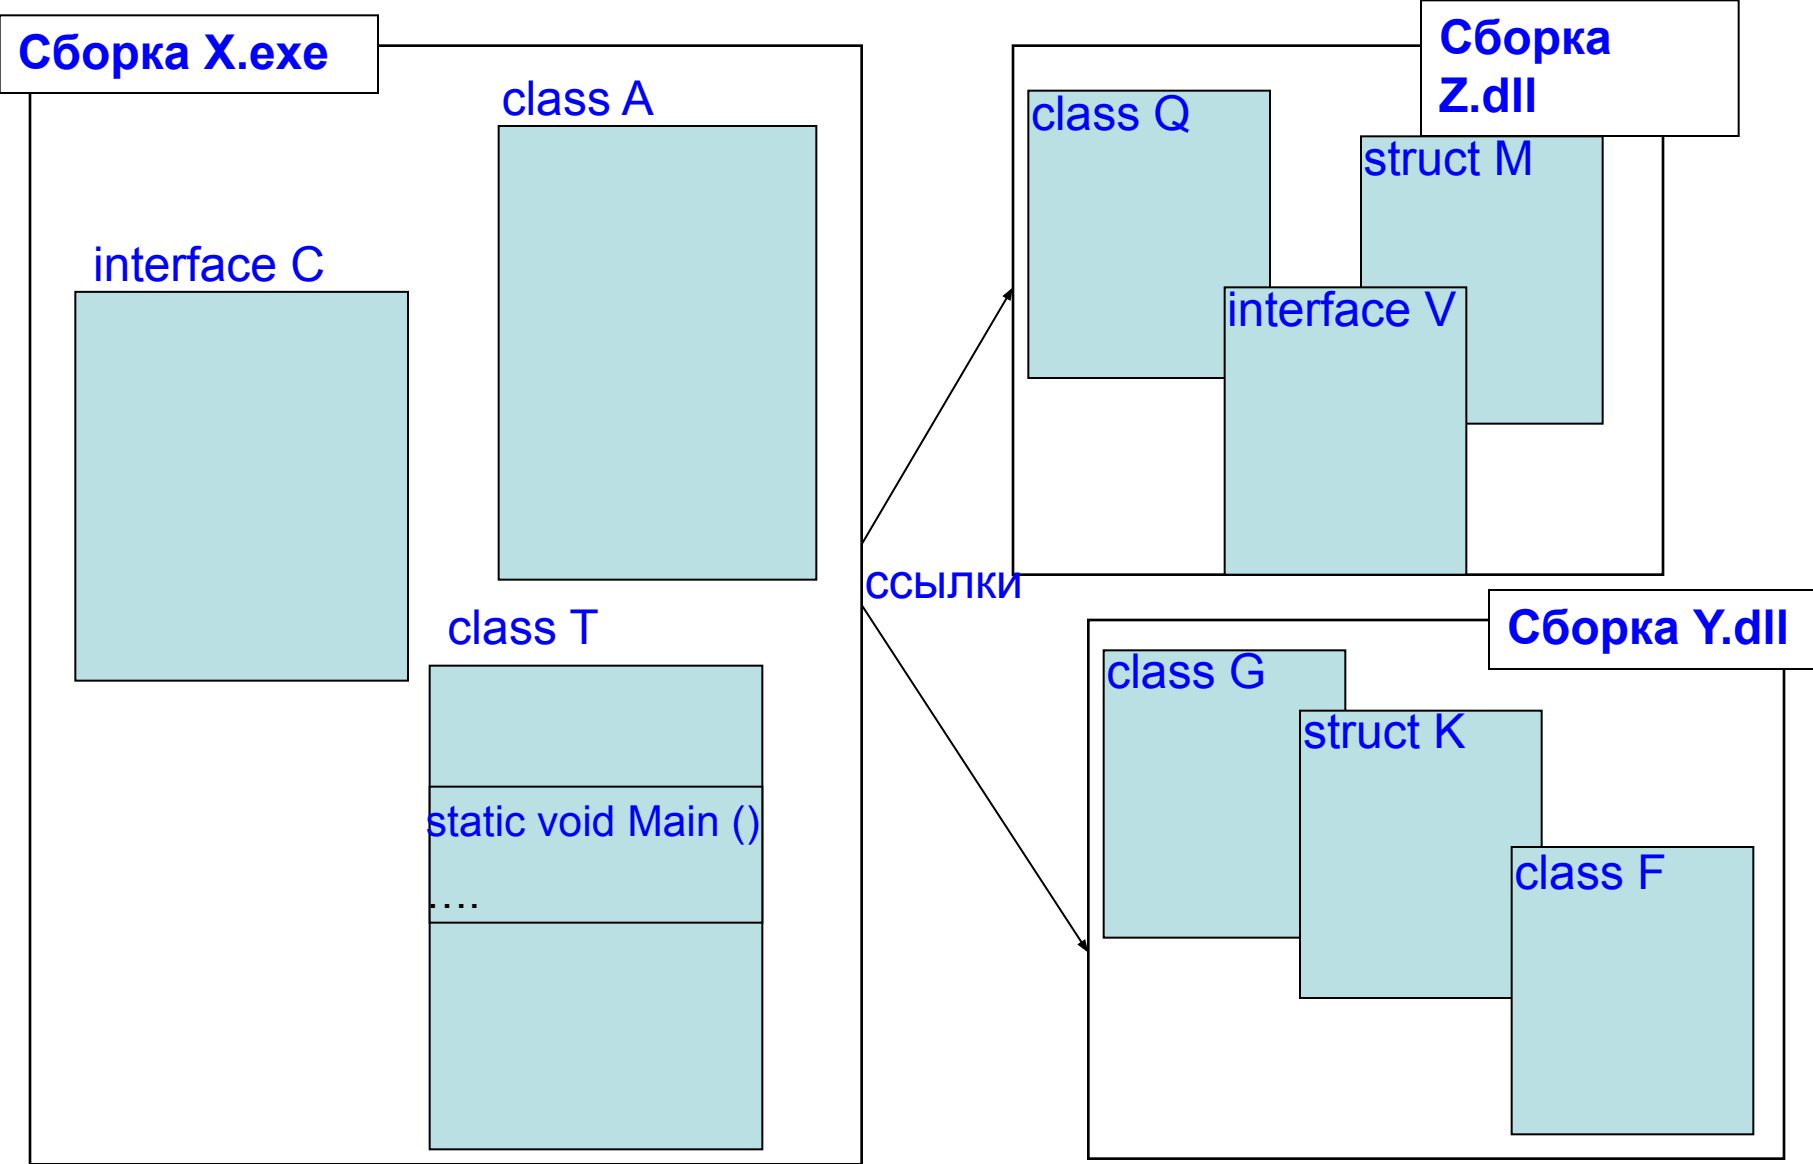 Сборка X.exe
class A
interface C
class T
static void Main ()
....
ссылки
Сборка
Z.dll
class Q
struct M
interface V
Сборка Y.dll
class G
struct K
class F